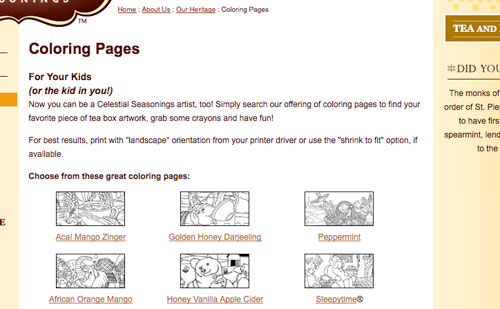 ONINGS
TM
Home : About Us : Our Heritage : Coloring Pages
TEA AND
Coloring Pages
For Your Kids
(or the kid in you!)
Now you can be a Celestial Seasonings artist, too! Simply search our offering of coloring pages to find your
favorite piece of tea box artwork, grab some crayons and have fun!
For best results, print with "landscape" orientation from your printer driver or use the "shrink to fit" option, if
available.
Choose from these great coloring pages:
Acai Mango Zinger
Golden Honey Darjeeling
Peppermint
African Orange Mango
Honey Vanilla Apple Cider
Sleepytime®
E
DID YOU
The monks of
order of St. Pie
to have first
spearmint, lend
to the